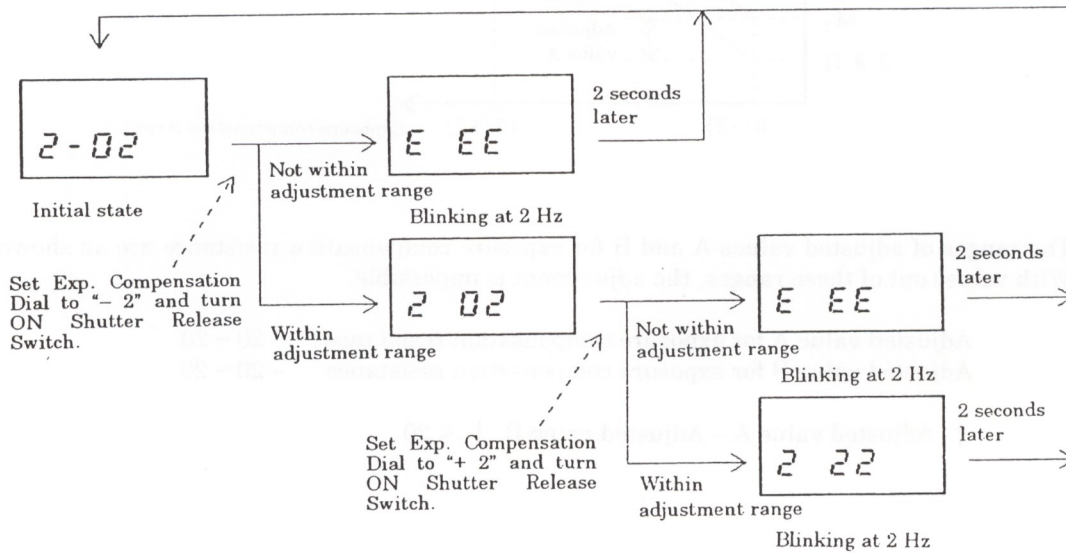 2-02
Initial state
Set Exp. Compensation
Dial to “– 2” and turn
ON Shutter Release
Switch.
Not within
adjustment range
E EE
Blinking at 2 Hz
2 seconds
later
Within
adjustment range
2 02
Set Exp. Compensation
Dial to “+ 2” and turn
ON Shutter Release
Switch.
Not within
adjustment range
E EE
Blinking at 2 Hz
2 seconds
later
Within
adjustment range
2 22
Blinking at 2 Hz
2 seconds
later